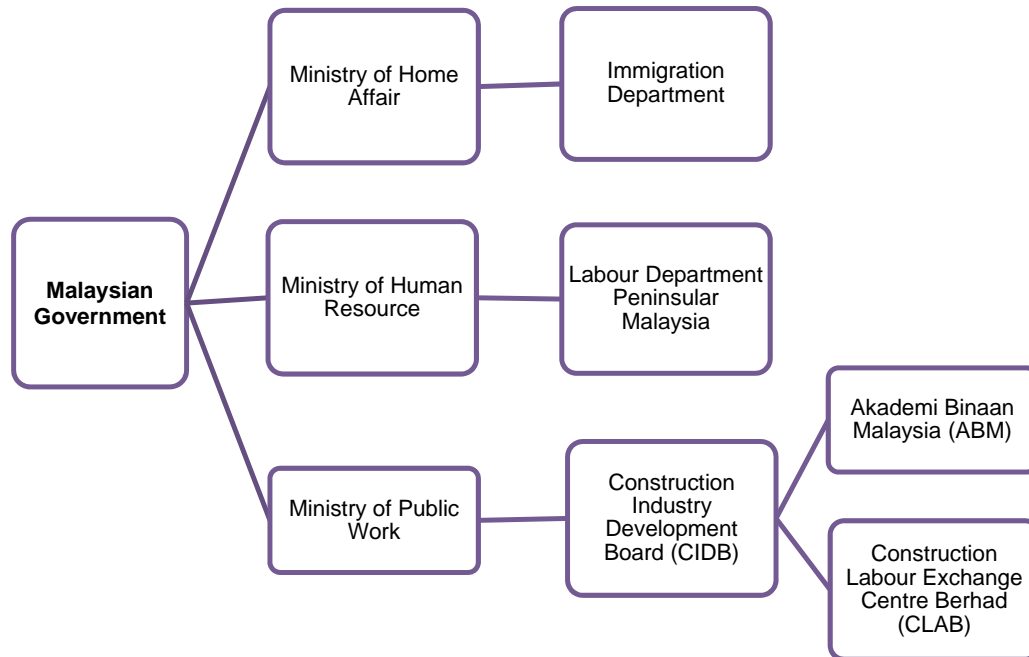 Ministry of Home
Affair
Immigration
Department
Malaysian
Government
Ministry of Human
Resource
Labour Department
Peninsular
Malaysia
Ministry of Public
Work
Construction
Industry
Development
Board (CIDB)
Akademi Binaan
Malaysia (ABM)
Construction
Labour Exchange
Centre Berhad
(CLAB)